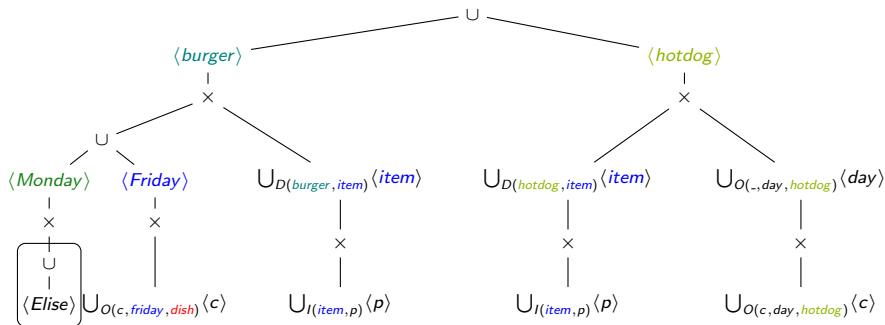 ∪
⟨burger⟩ ⟨hotdog⟩
× ×
∪
⟨Monday⟩ ⟨Friday⟩ ⋃D(burger,item)⟨item⟩ ⋃D(hotdog,item)⟨item⟩ ⋃O(_,day,hotdog)⟨day⟩
× × × × ×
∪
⟨Elise⟩ ⋃O(c,friday,dish)⟨c⟩ ⋃I(item,p)⟨p⟩ ⋃I(item,p)⟨p⟩ ⋃O(c,day,hotdog)⟨c⟩